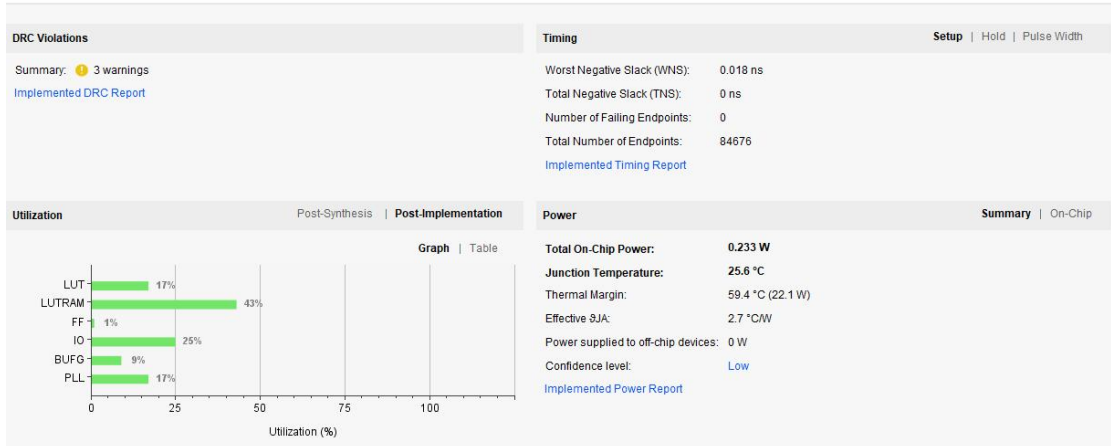 DRC Violations
Summary: 3 warnings
Implemented DRC Report
Timing
Setup | Hold | Pulse Width
Worst Negative Slack (WNS): 0.018 ns
Total Negative Slack (TNS): 0 ns
Number of Failing Endpoints: 0
Total Number of Endpoints: 84676
Implemented Timing Report
Utilization
Post-Synthesis | Post-Implementation
Graph | Table
LUT 17%
LUTRAM 43%
FF 1%
IO 25%
BUFG 9%
PLL 17%
0 25 50 75 100
Utilization (%)
Power
Summary | On-Chip
Total On-Chip Power: 0.233 W
Junction Temperature: 25.6 °C
Thermal Margin: 59.4 °C (22.1 W)
Effective ϑJA: 2.7 °C/W
Power supplied to off-chip devices: 0 W
Confidence level: Low
Implemented Power Report